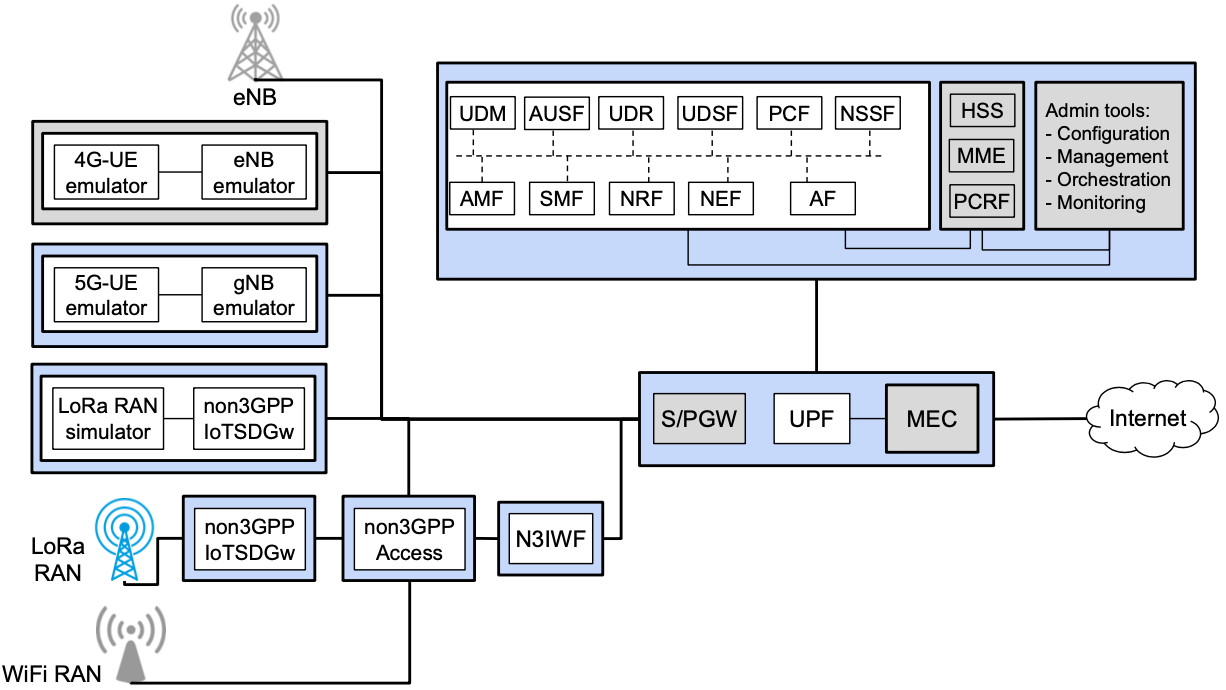 eNB
UDM AUSF UDR UDSF PCF NSSF
AMF SMF NRF NEF AF
HSS
MME
PCRF
Admin tools:
- Configuration
- Management
- Orchestration
- Monitoring
4G-UE
emulator
eNB
emulator
5G-UE
emulator
gNB
emulator
LoRa RAN
simulator
non3GPP
IoTSDGw
S/PGW
UPF
MEC
Internet
LoRa
RAN
non3GPP
IoTSDGw
non3GPP
Access
N3IWF
WiFi RAN